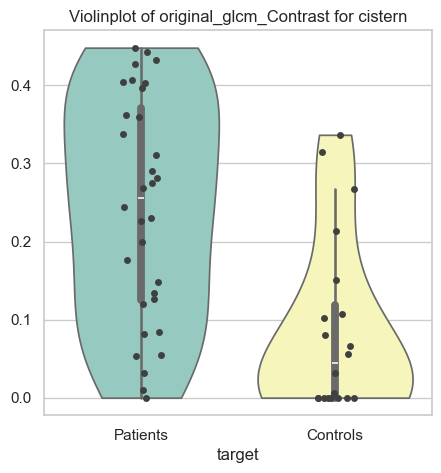 Violinplot of original_glcm_Contrast for cistern
0.4
0.3
0.2
0.1
0.0
Patients Controls
target